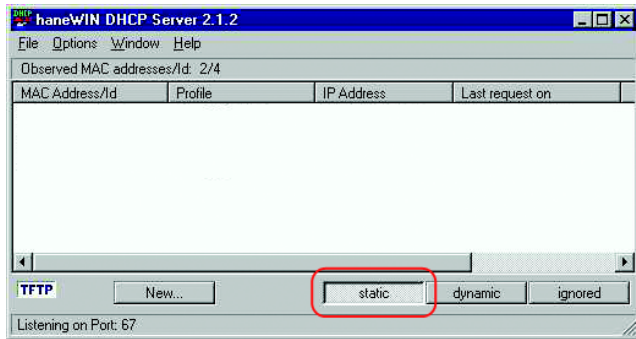 DHCP haneWIN DHCP Server 2.1.2
File Options Window Help
Observed MAC addresses/Id: 2/4
MAC Address/Id Profile IP Address Last request on
TFTP New... static dynamic ignored
Listening on Port: 67